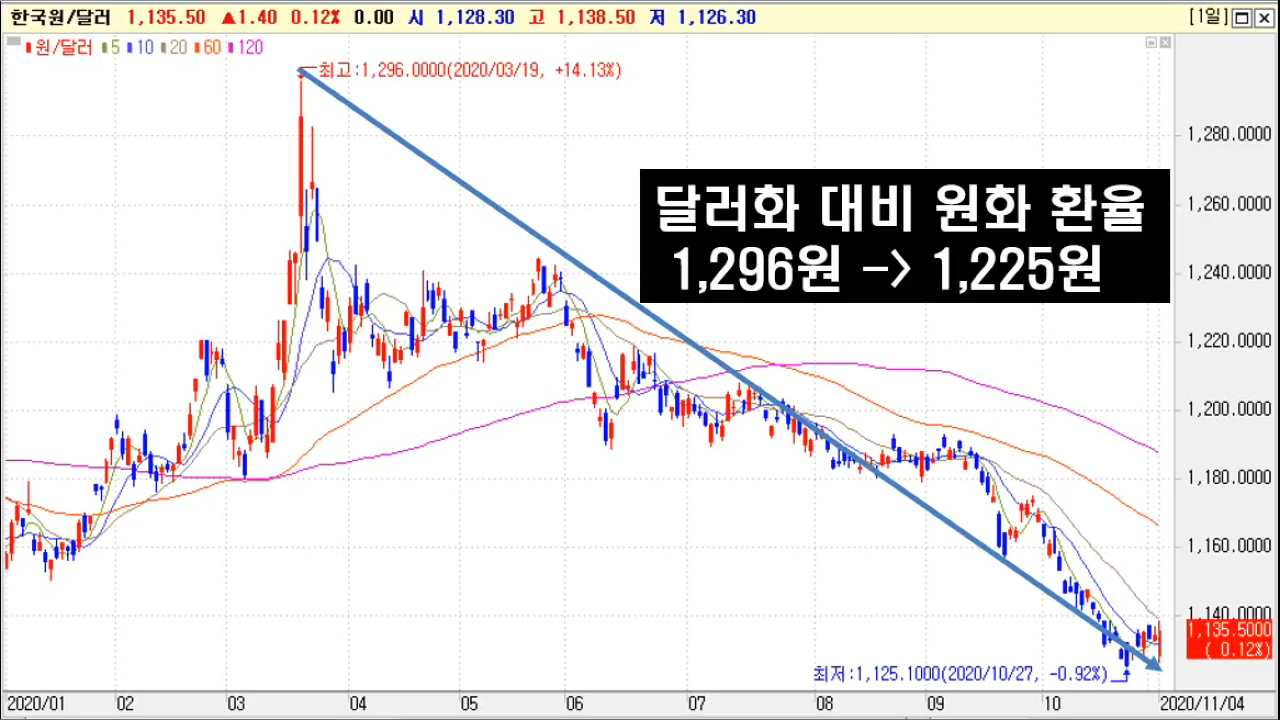 한국원/달러 1,135.50 ▲1.40 0.12% 0.00 시 1,128.30 고 1,138.50 저 1,126.30 [1일]
원/달러 5 10 20 60 120
최고:1,296.0000(2020/03/19, +14.13%)
1,280.0000
달러화 대비 원화 환율
1,260.0000
1,296원 -> 1,225원
1,240.0000
1,220.0000
1,200.0000
1,180.0000
1,160.0000
1,140.0000
1,135.5000
( 0.12%)
최저:1,125.1000(2020/10/27, -0.92%)
2020/01 02 03 04 05 06 07 08 09 10 2020/11/04